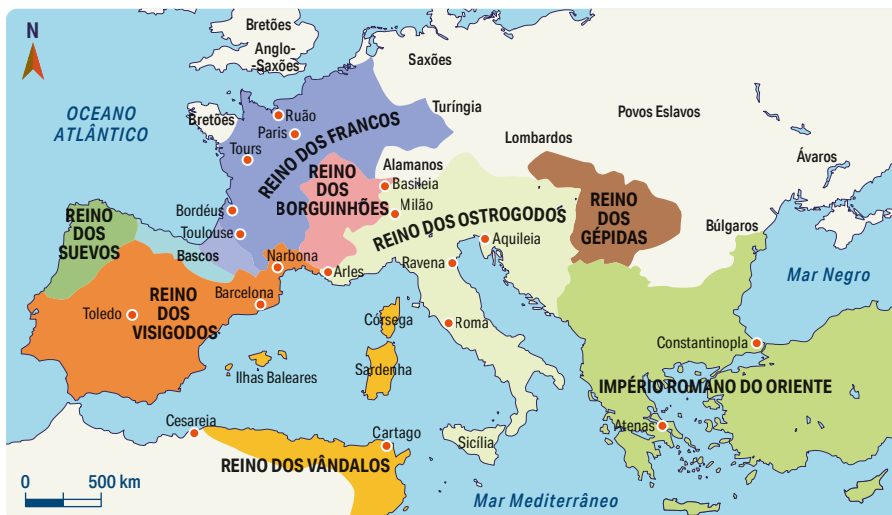 N
Bretões
Anglo-
-Saxões
Saxões
OCEANO
ATLÂNTICO
Bretões
Ruão
Paris
Tours
REINO DOS FRANCOS
Turíngia
Povos Eslavos
Lombardos
Ávaros
Alamanos
REINO
DOS
BORGUINHÕES
Basileia
Milão
REINO
DOS
GÉPIDAS
REINO DOS OSTROGODOS
Búlgaros
REINO
DOS
SUEVOS
Bordéus
Toulouse
Bascos
Narbona
Arles
Aquileia
Ravena
Mar Negro
REINO
DOS
VISIGODOS
Toledo
Barcelona
Córsega
Roma
Constantinopla
Ilhas Baleares
Sardenha
IMPÉRIO ROMANO DO ORIENTE
Cesareia
Cartago
Sicília
Atenas
REINO DOS VÂNDALOS
0 500 km
Mar Mediterrâneo